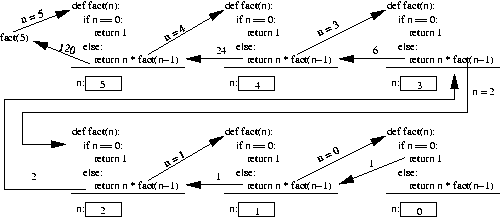 n = 5
fact(5)
120
def fact(n):
if n == 0:
return 1
else:
return n * fact(n−1)
n: 5
n = 4
24
def fact(n):
if n == 0:
return 1
else:
return n * fact(n−1)
n: 4
n = 3
6
def fact(n):
if n == 0:
return 1
else:
return n * fact(n−1)
n: 3
n = 2
2
def fact(n):
if n == 0:
return 1
else:
return n * fact(n−1)
n: 2
n = 1
1
def fact(n):
if n == 0:
return 1
else:
return n * fact(n−1)
n: 1
n = 0
1
def fact(n):
if n == 0:
return 1
else:
return n * fact(n−1)
n: 0